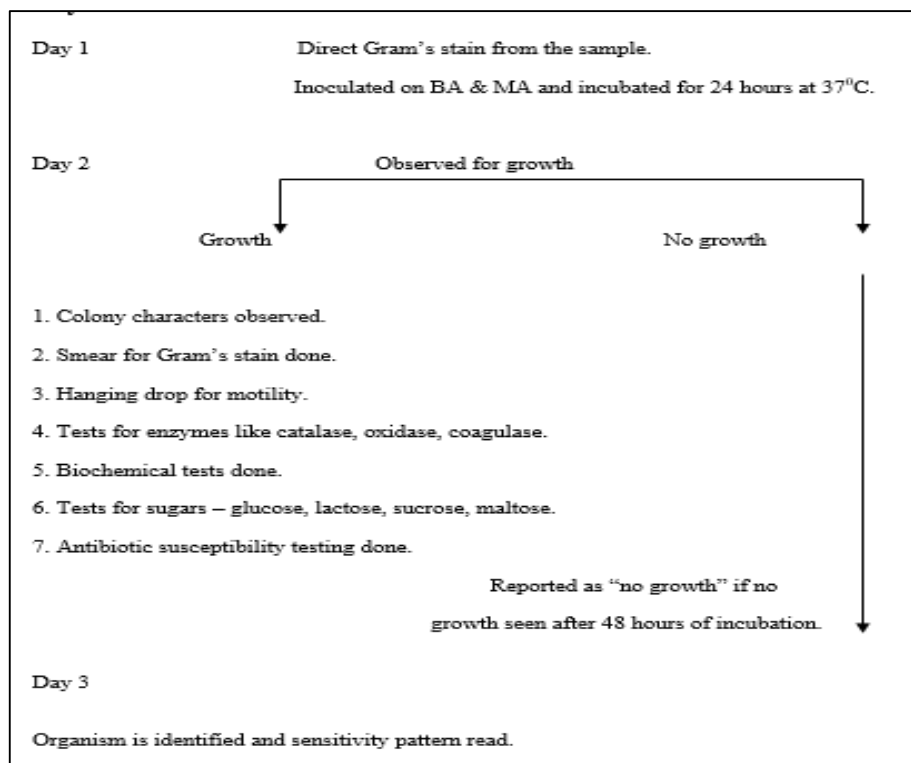 Day 1 Direct Gram’s stain from the sample.
Inoculated on BA & MA and incubated for 24 hours at 37⁰C.
Day 2 Observed for growth
Growth No growth
1. Colony characters observed.
2. Smear for Gram’s stain done.
3. Hanging drop for motility.
4. Tests for enzymes like catalase, oxidase, coagulase.
5. Biochemical tests done.
6. Tests for sugars – glucose, lactose, sucrose, maltose.
7. Antibiotic susceptibility testing done.
Reported as “no growth” if no
growth seen after 48 hours of incubation.
Day 3
Organism is identified and sensitivity pattern read.